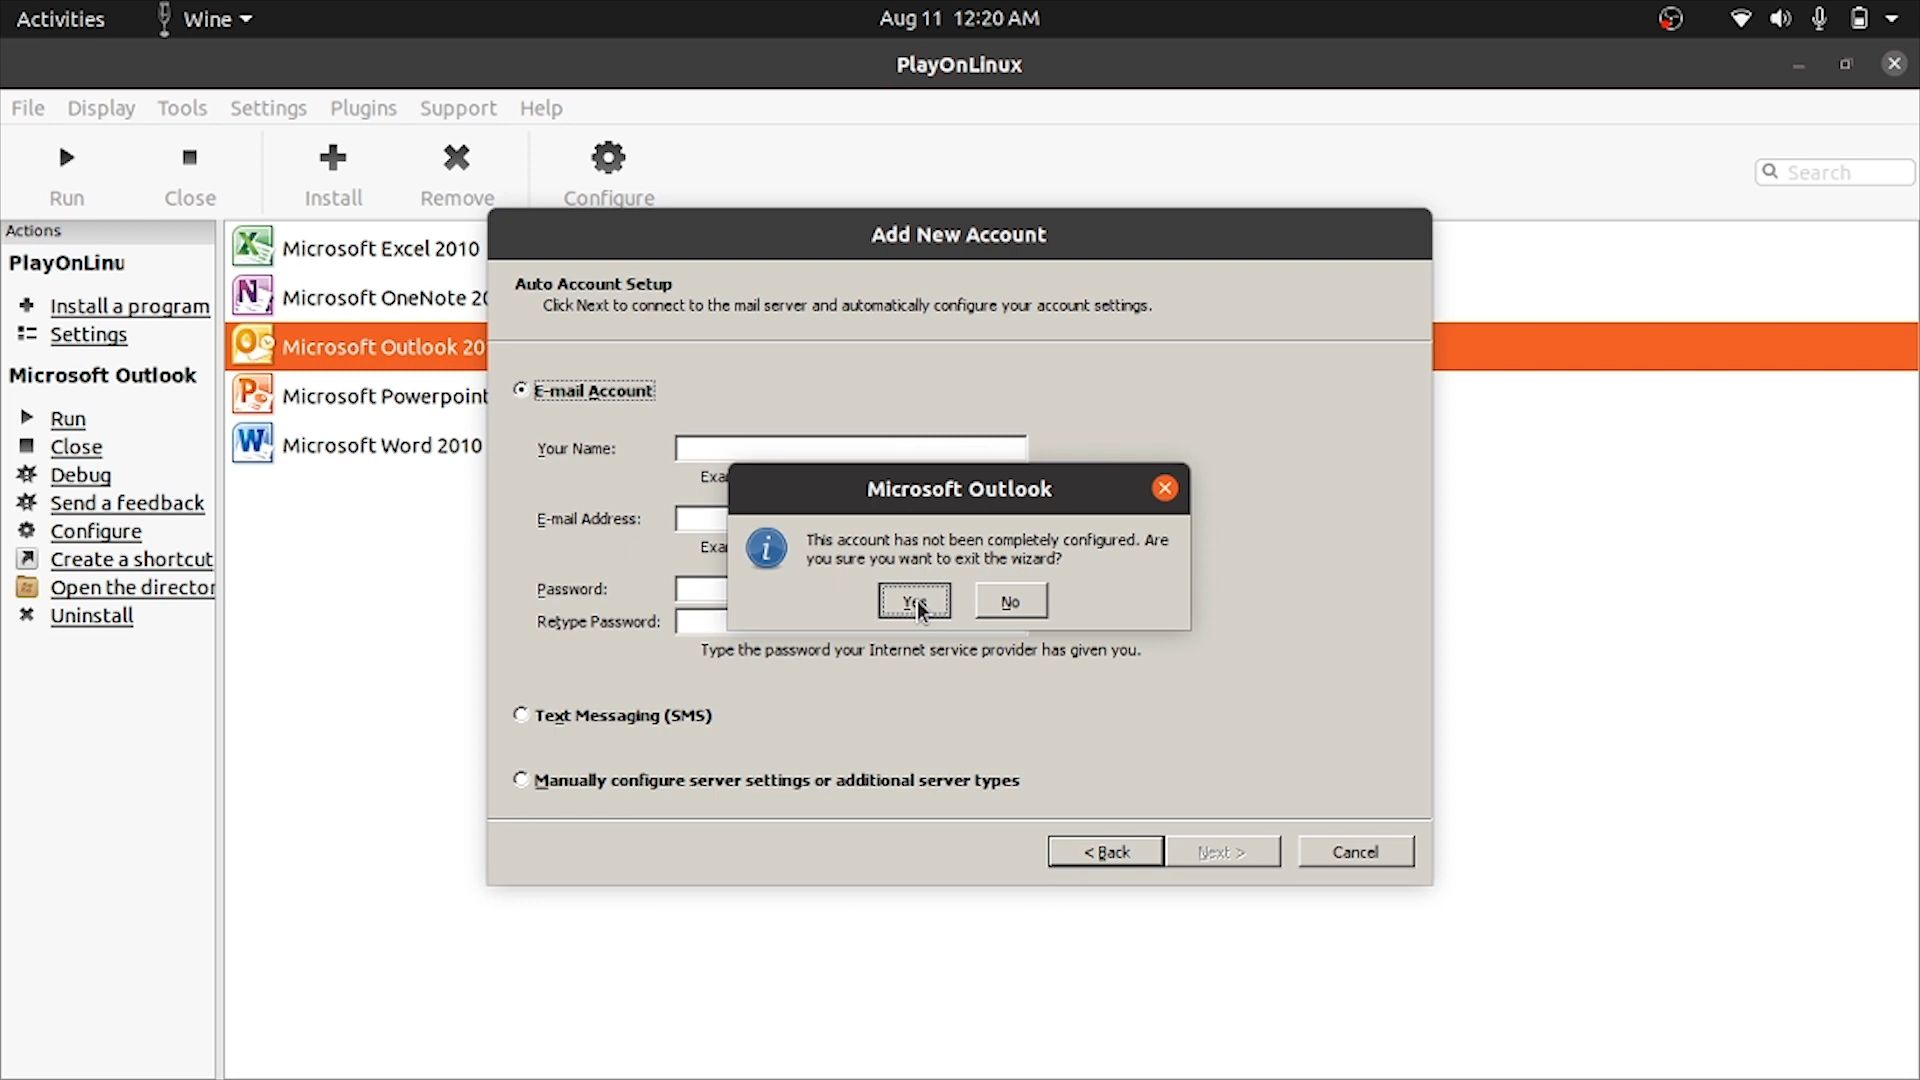 Activities
Wine
Aug 11 12:20 AM
PlayOnLinux
File Display Tools Settings Plugins Support Help
Run Close Install Remove Configure
Search
Actions
PlayOnLinu
Install a program
Settings
Microsoft Outlook
Run
Close
Debug
Send a feedback
Configure
Create a shortcut
Open the director
Uninstall
Microsoft Excel 2010
Microsoft OneNote 20
Microsoft Outlook 20
Microsoft Powerpoint
Microsoft Word 2010
Add New Account
Auto Account Setup
Click Next to connect to the mail server and automatically configure your account settings.
E-mail Account
Your Name:
Exa
E-mail Address:
Exa
Password:
Retype Password:
Type the password your Internet service provider has given you.
Microsoft Outlook
This account has not been completely configured. Are
you sure you want to exit the wizard?
Yes No
Text Messaging (SMS)
Manually configure server settings or additional server types
< Back Next > Cancel